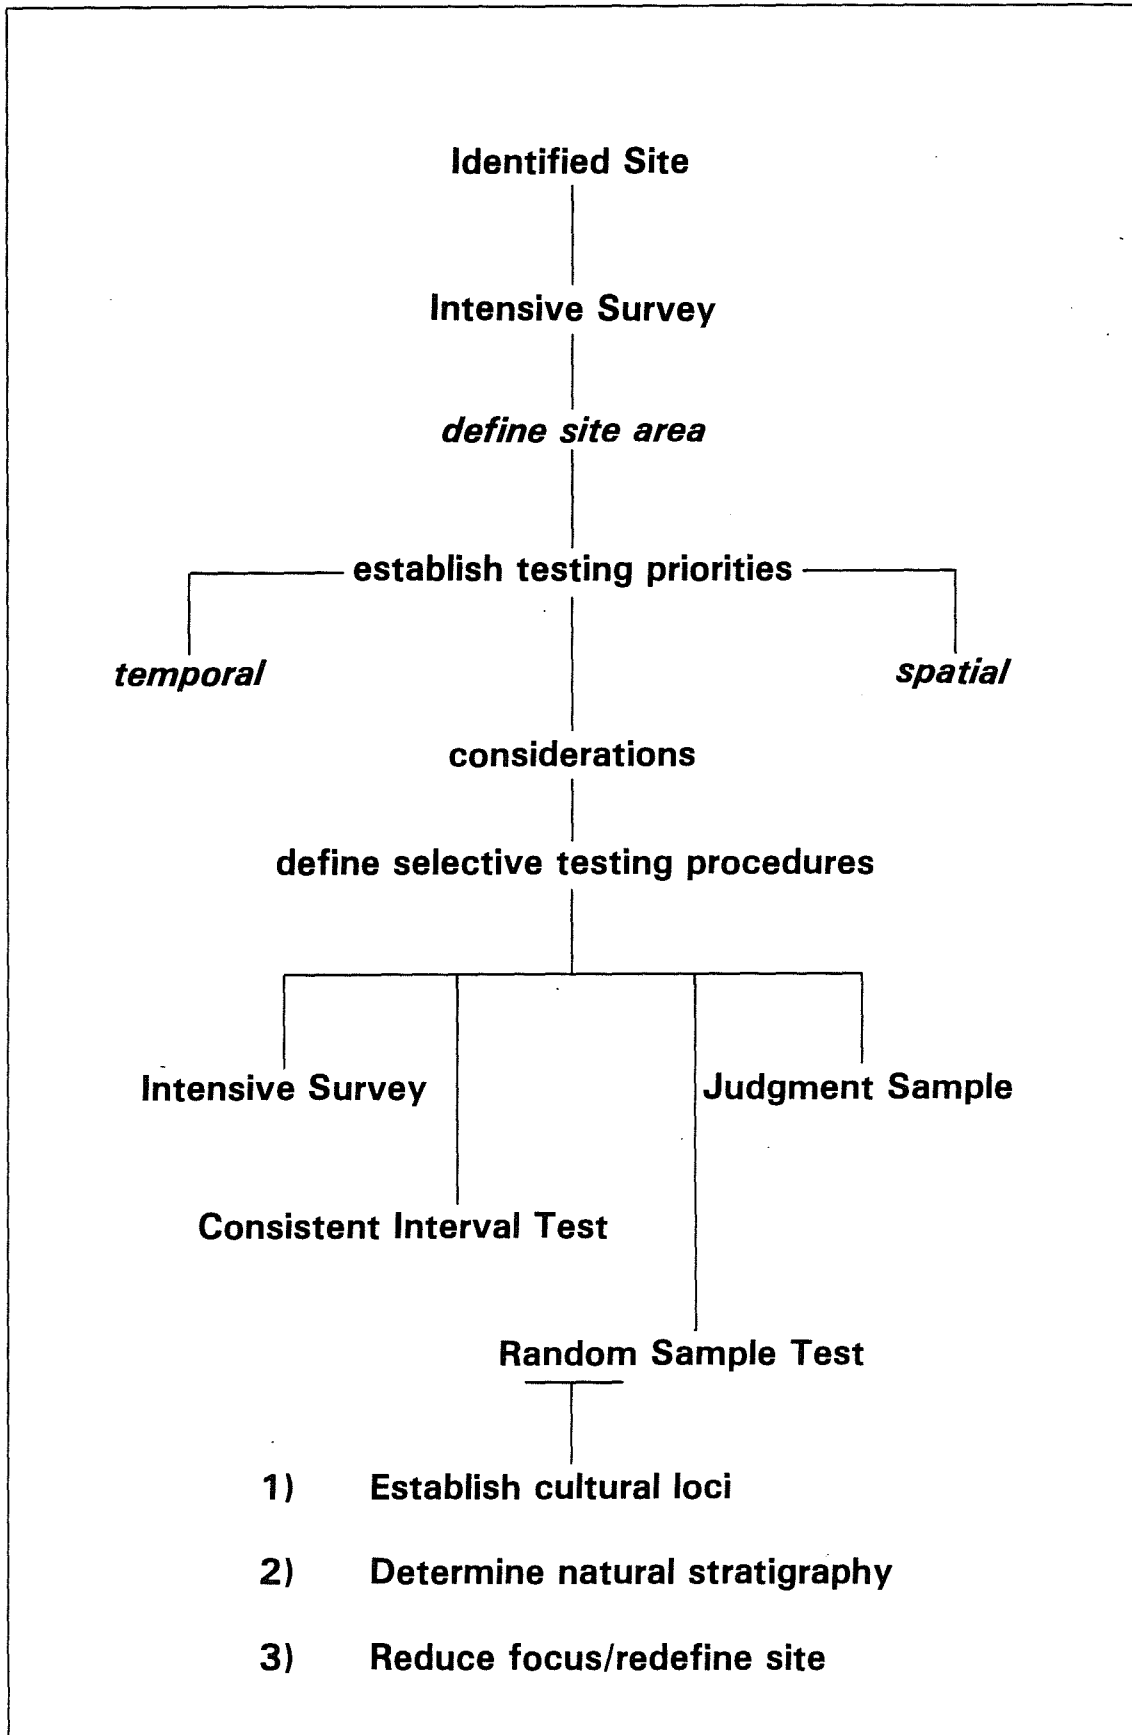 Identified Site
Intensive Survey
define site area
establish testing priorities
temporal
spatial
considerations
define selective testing procedures
Intensive Survey
Judgment Sample
Consistent Interval Test
Random Sample Test
1) Establish cultural loci
2) Determine natural stratigraphy
3) Reduce focus/redefine site